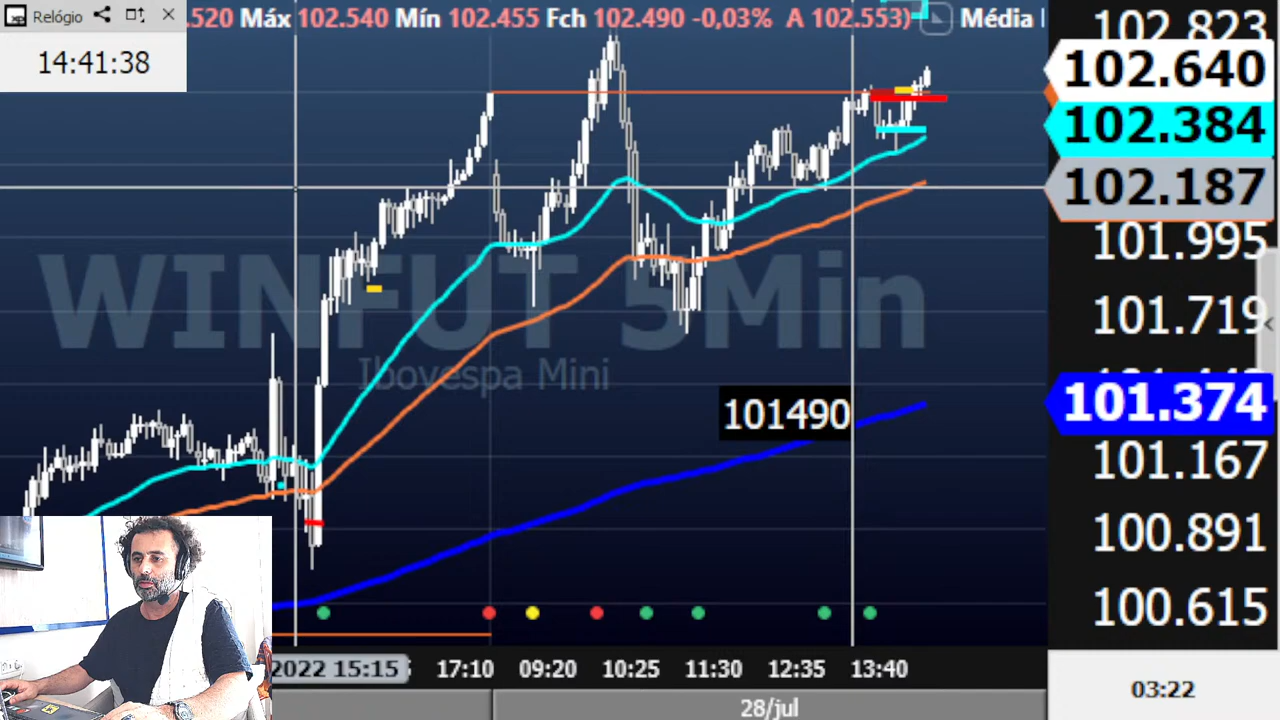 Relógio
14:41:38
.520 Máx 102.540 Mín 102.455 Fch 102.490 -0,03% A 102.553)
Média
102.823
102.640
102.384
102.187
101.995
101.719
101.374
101.167
100.891
100.615
WINFUT 5Min
Ibovespa Mini
101490
2022 15:15
17:10 09:20 10:25 11:30 12:35 13:40
28/jul
03:22